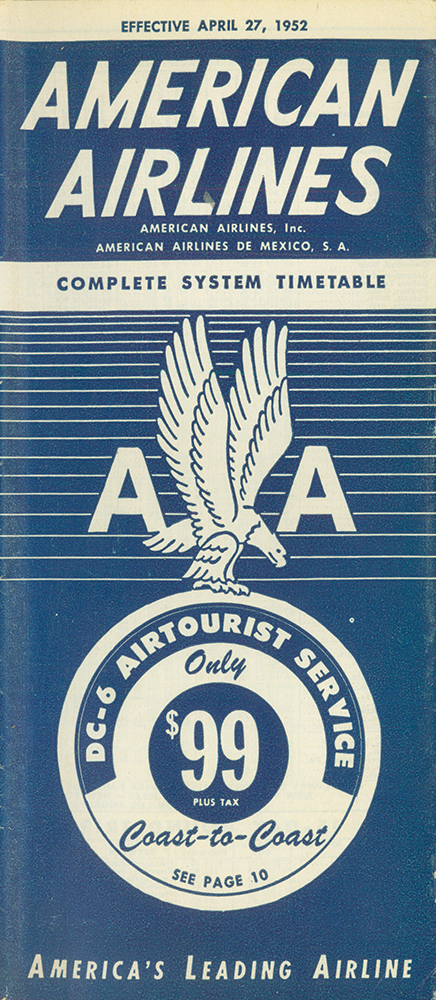 EFFECTIVE APRIL 27, 1952
AMERICAN
AIRLINES
AMERICAN AIRLINES, Inc.
AMERICAN AIRLINES DE MEXICO, S. A.
COMPLETE SYSTEM TIMETABLE
A A
DC-6 AIRTOURIST SERVICE
Only
$99
PLUS TAX
Coast-to-Coast
SEE PAGE 10
AMERICA'S LEADING AIRLINE